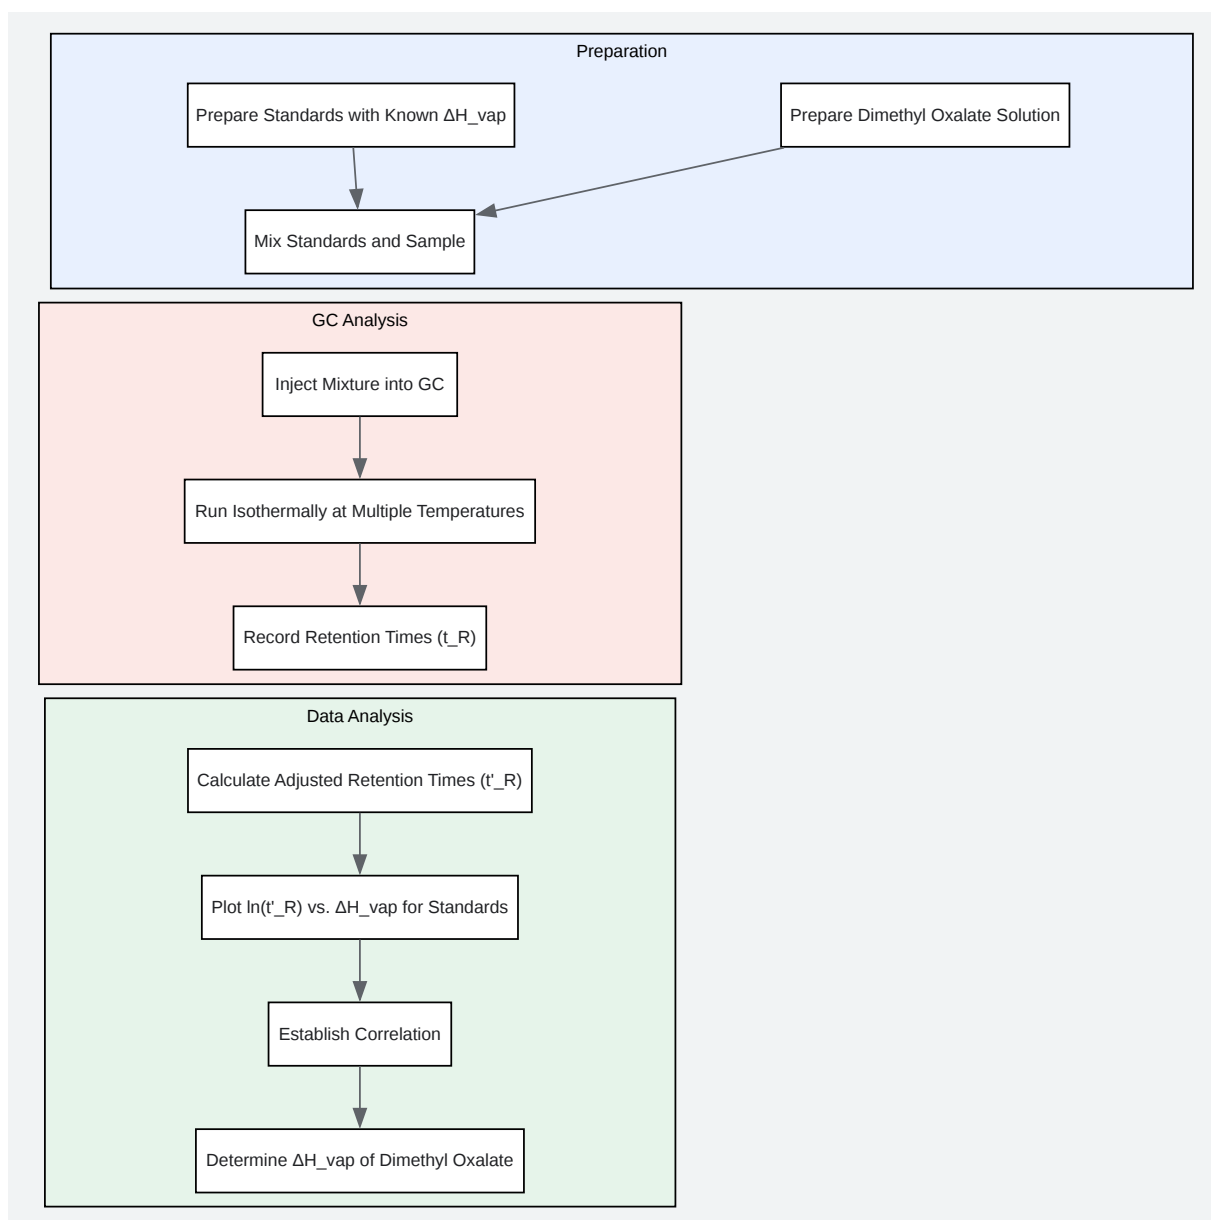 Preparation
Prepare Standards with Known ΔH_vap
Prepare Dimethyl Oxalate Solution
Mix Standards and Sample
GC Analysis
Inject Mixture into GC
Run Isothermally at Multiple Temperatures
Record Retention Times (t_R)
Data Analysis
Calculate Adjusted Retention Times (t'_R)
Plot ln(t'_R) vs. ΔH_vap for Standards
Establish Correlation
Determine ΔH_vap of Dimethyl Oxalate